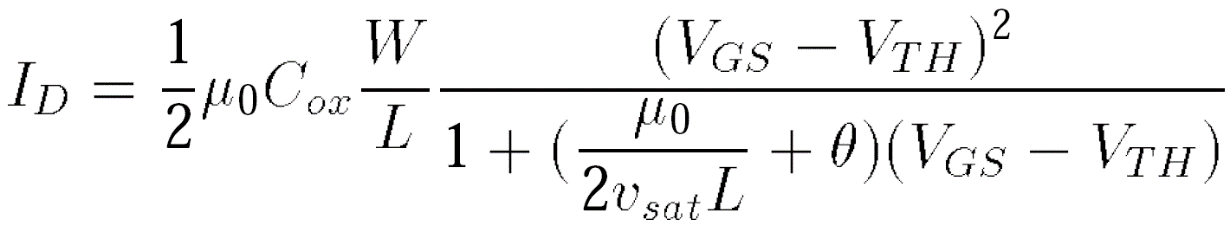 I_D = \frac{1}{2} \mu_0 C_{ox} \frac{W}{L} \frac{(V_{GS} - V_{TH})^2}{1 + (\frac{\mu_0}{2v_{sat}L} + \theta)(V_{GS} - V_{TH})}